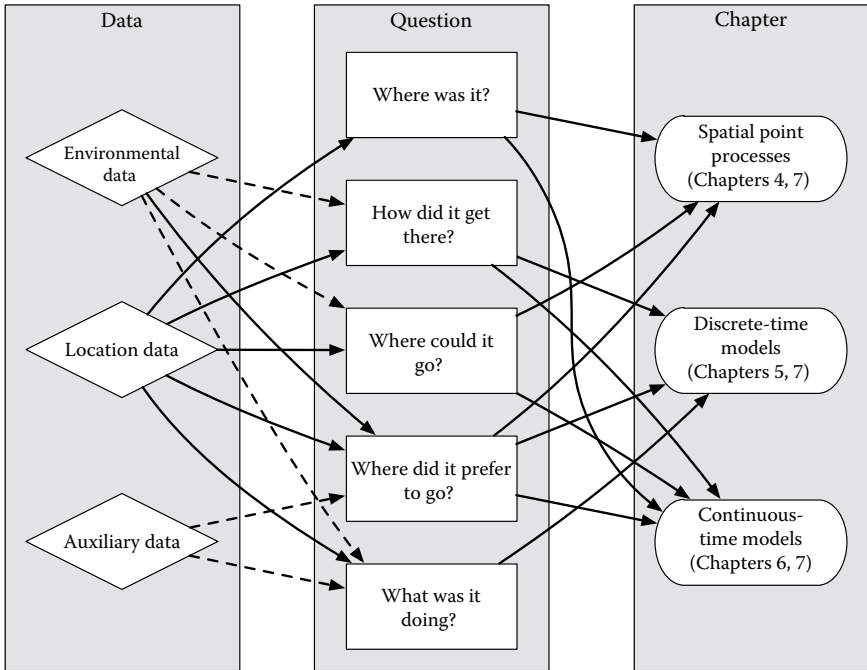 Data
Question
Chapter
Environmental
data
Location data
Auxiliary data
Where was it?
How did it get
there?
Where could it
go?
Where did it prefer
to go?
What was it
doing?
Spatial point
processes
(Chapters 4, 7)
Discrete-time
models
(Chapters 5, 7)
Continuous-
time models
(Chapters 6, 7)